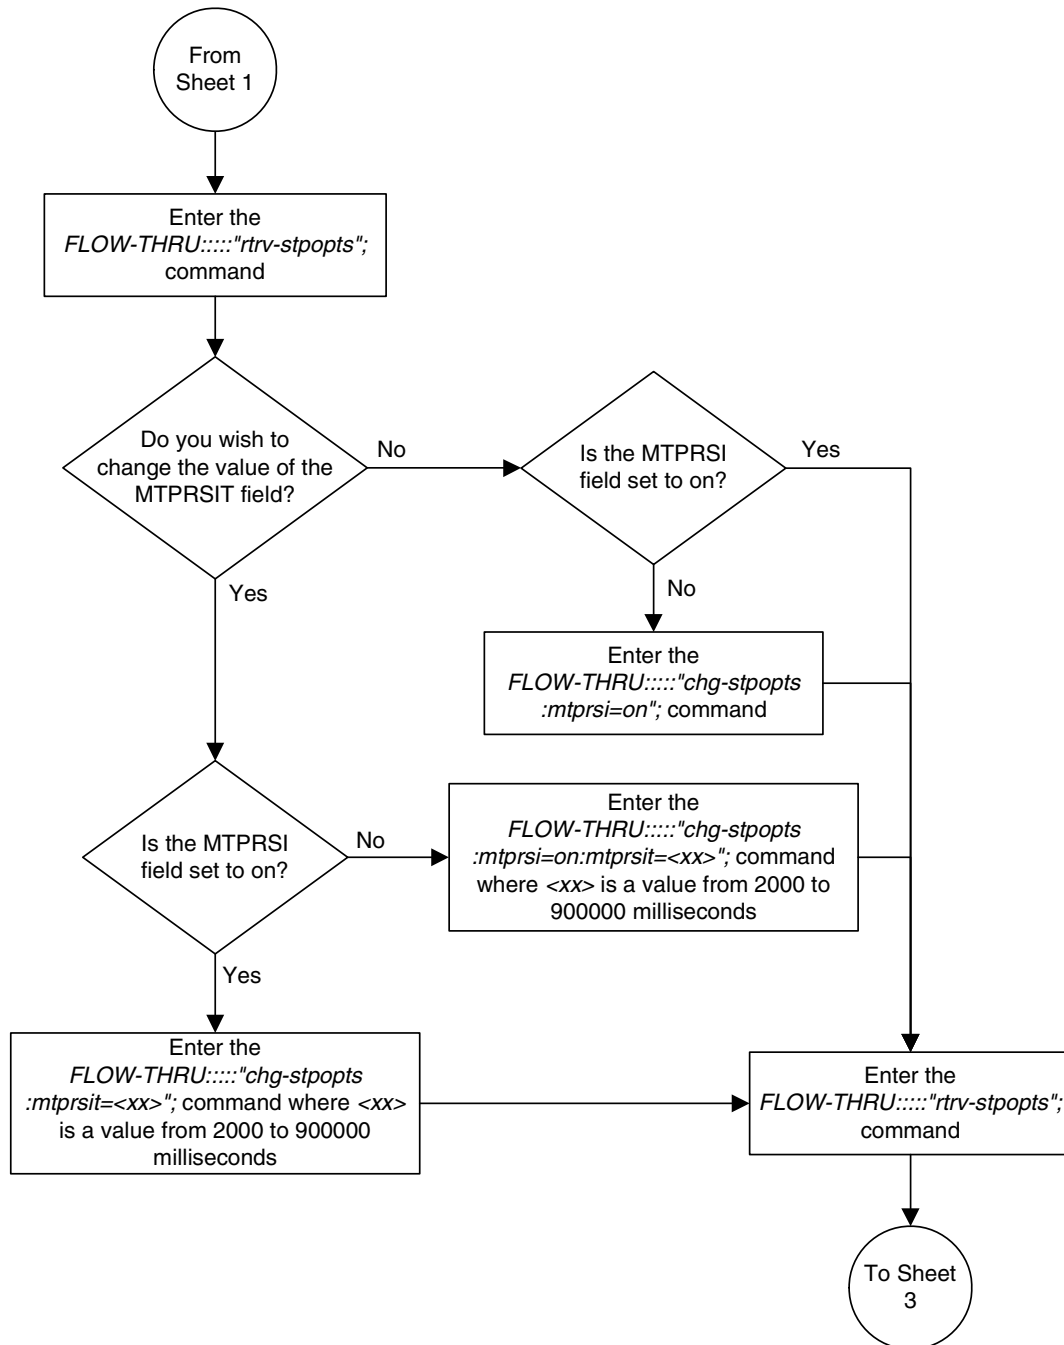 From
Sheet 1
Enter the
FLOW-THRU:::::"rtrv-stpopts";
command
Do you wish to
change the value of the
MTPRSIT field?
No
Is the MTPRSI
field set to on?
Yes
Yes
No
Enter the
FLOW-THRU:::::"chg-stpopts
:mtprsi=on"; command
Is the MTPRSI
field set to on?
No
Enter the
FLOW-THRU:::::"chg-stpopts
:mtprsi=on:mtprsit=<xx>"; command
where <xx> is a value from 2000 to
900000 milliseconds
Yes
Enter the
FLOW-THRU:::::"chg-stpopts
:mtprsit=<xx>"; command where <xx>
is a value from 2000 to 900000
milliseconds
Enter the
FLOW-THRU:::::"rtrv-stpopts";
command
To Sheet
3